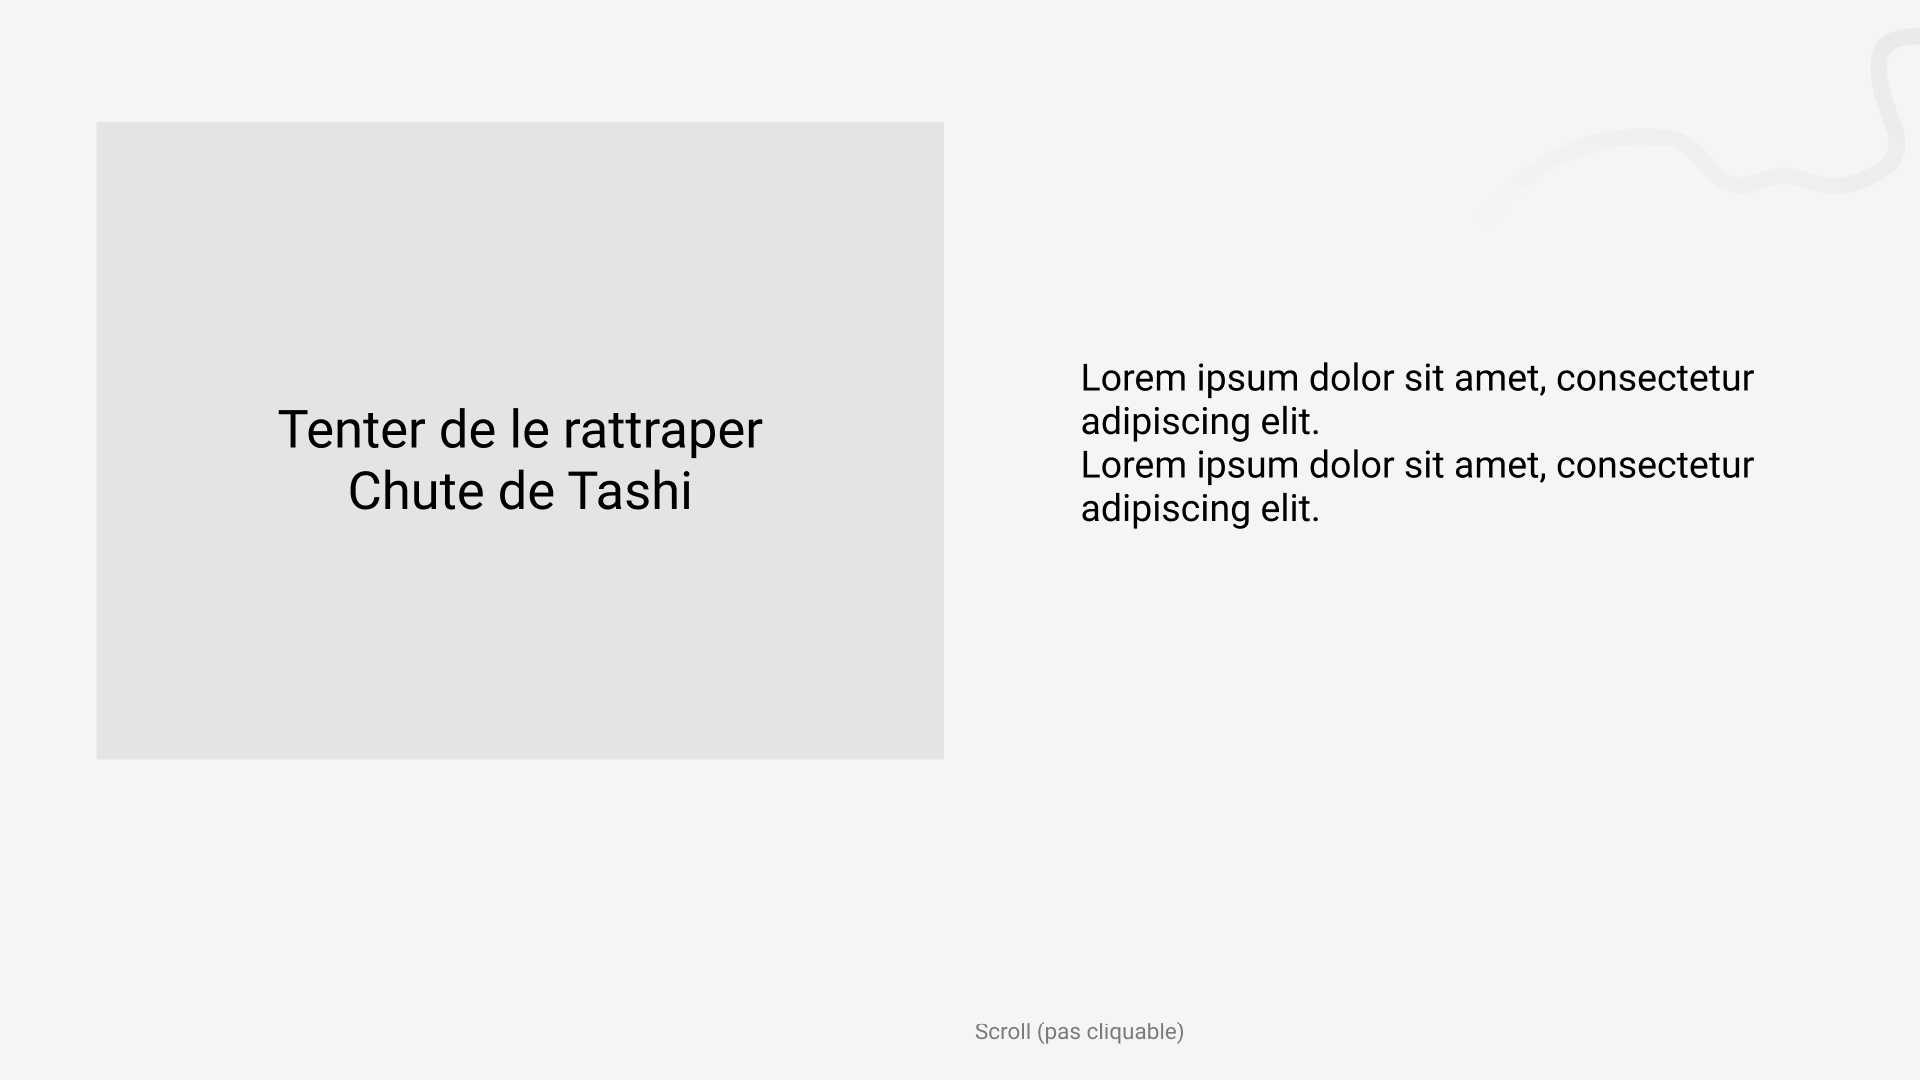 Tenter de le rattraper
Chute de Tashi
Lorem ipsum dolor sit amet, consectetur
adipiscing elit.
Lorem ipsum dolor sit amet, consectetur
adipiscing elit.
Scroll (pas cliquable)